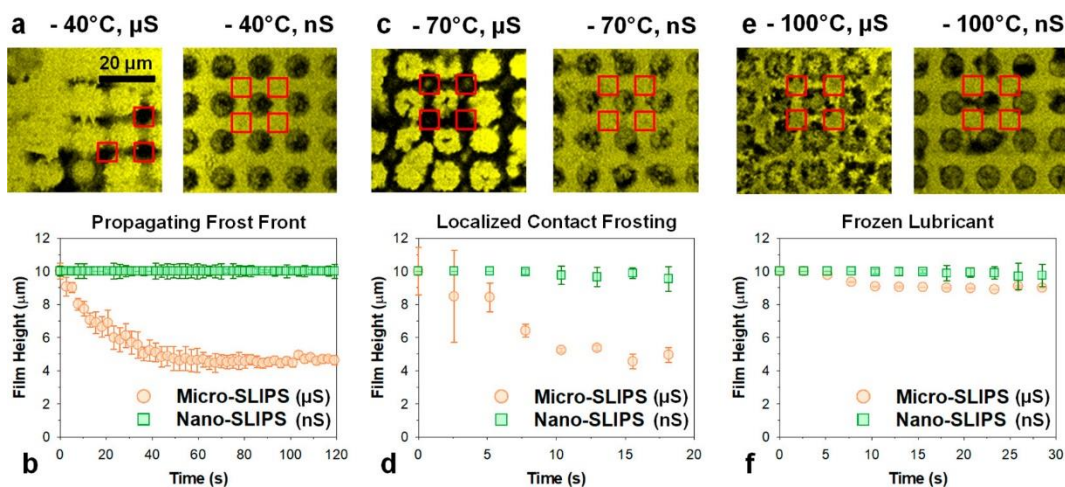 a - 40°C, µS - 40°C, nS c - 70°C, µS - 70°C, nS e - 100°C, µS - 100°C, nS
20 µm
Propagating Frost Front
Film Height (µm)
12
10
8
6
4
2
0
Micro-SLIPS (µS)
Nano-SLIPS (nS)
0 20 40 60 80 100 120
b
Time (s)
Localized Contact Frosting
Film Height (µm)
12
10
8
6
4
2
0
Micro-SLIPS (µS)
Nano-SLIPS (nS)
0 5 10 15 20
d
Time (s)
Frozen Lubricant
Film Height (µm)
12
10
8
6
4
2
0
Micro-SLIPS (µS)
Nano-SLIPS (nS)
0 5 10 15 20 25 30
f
Time (s)